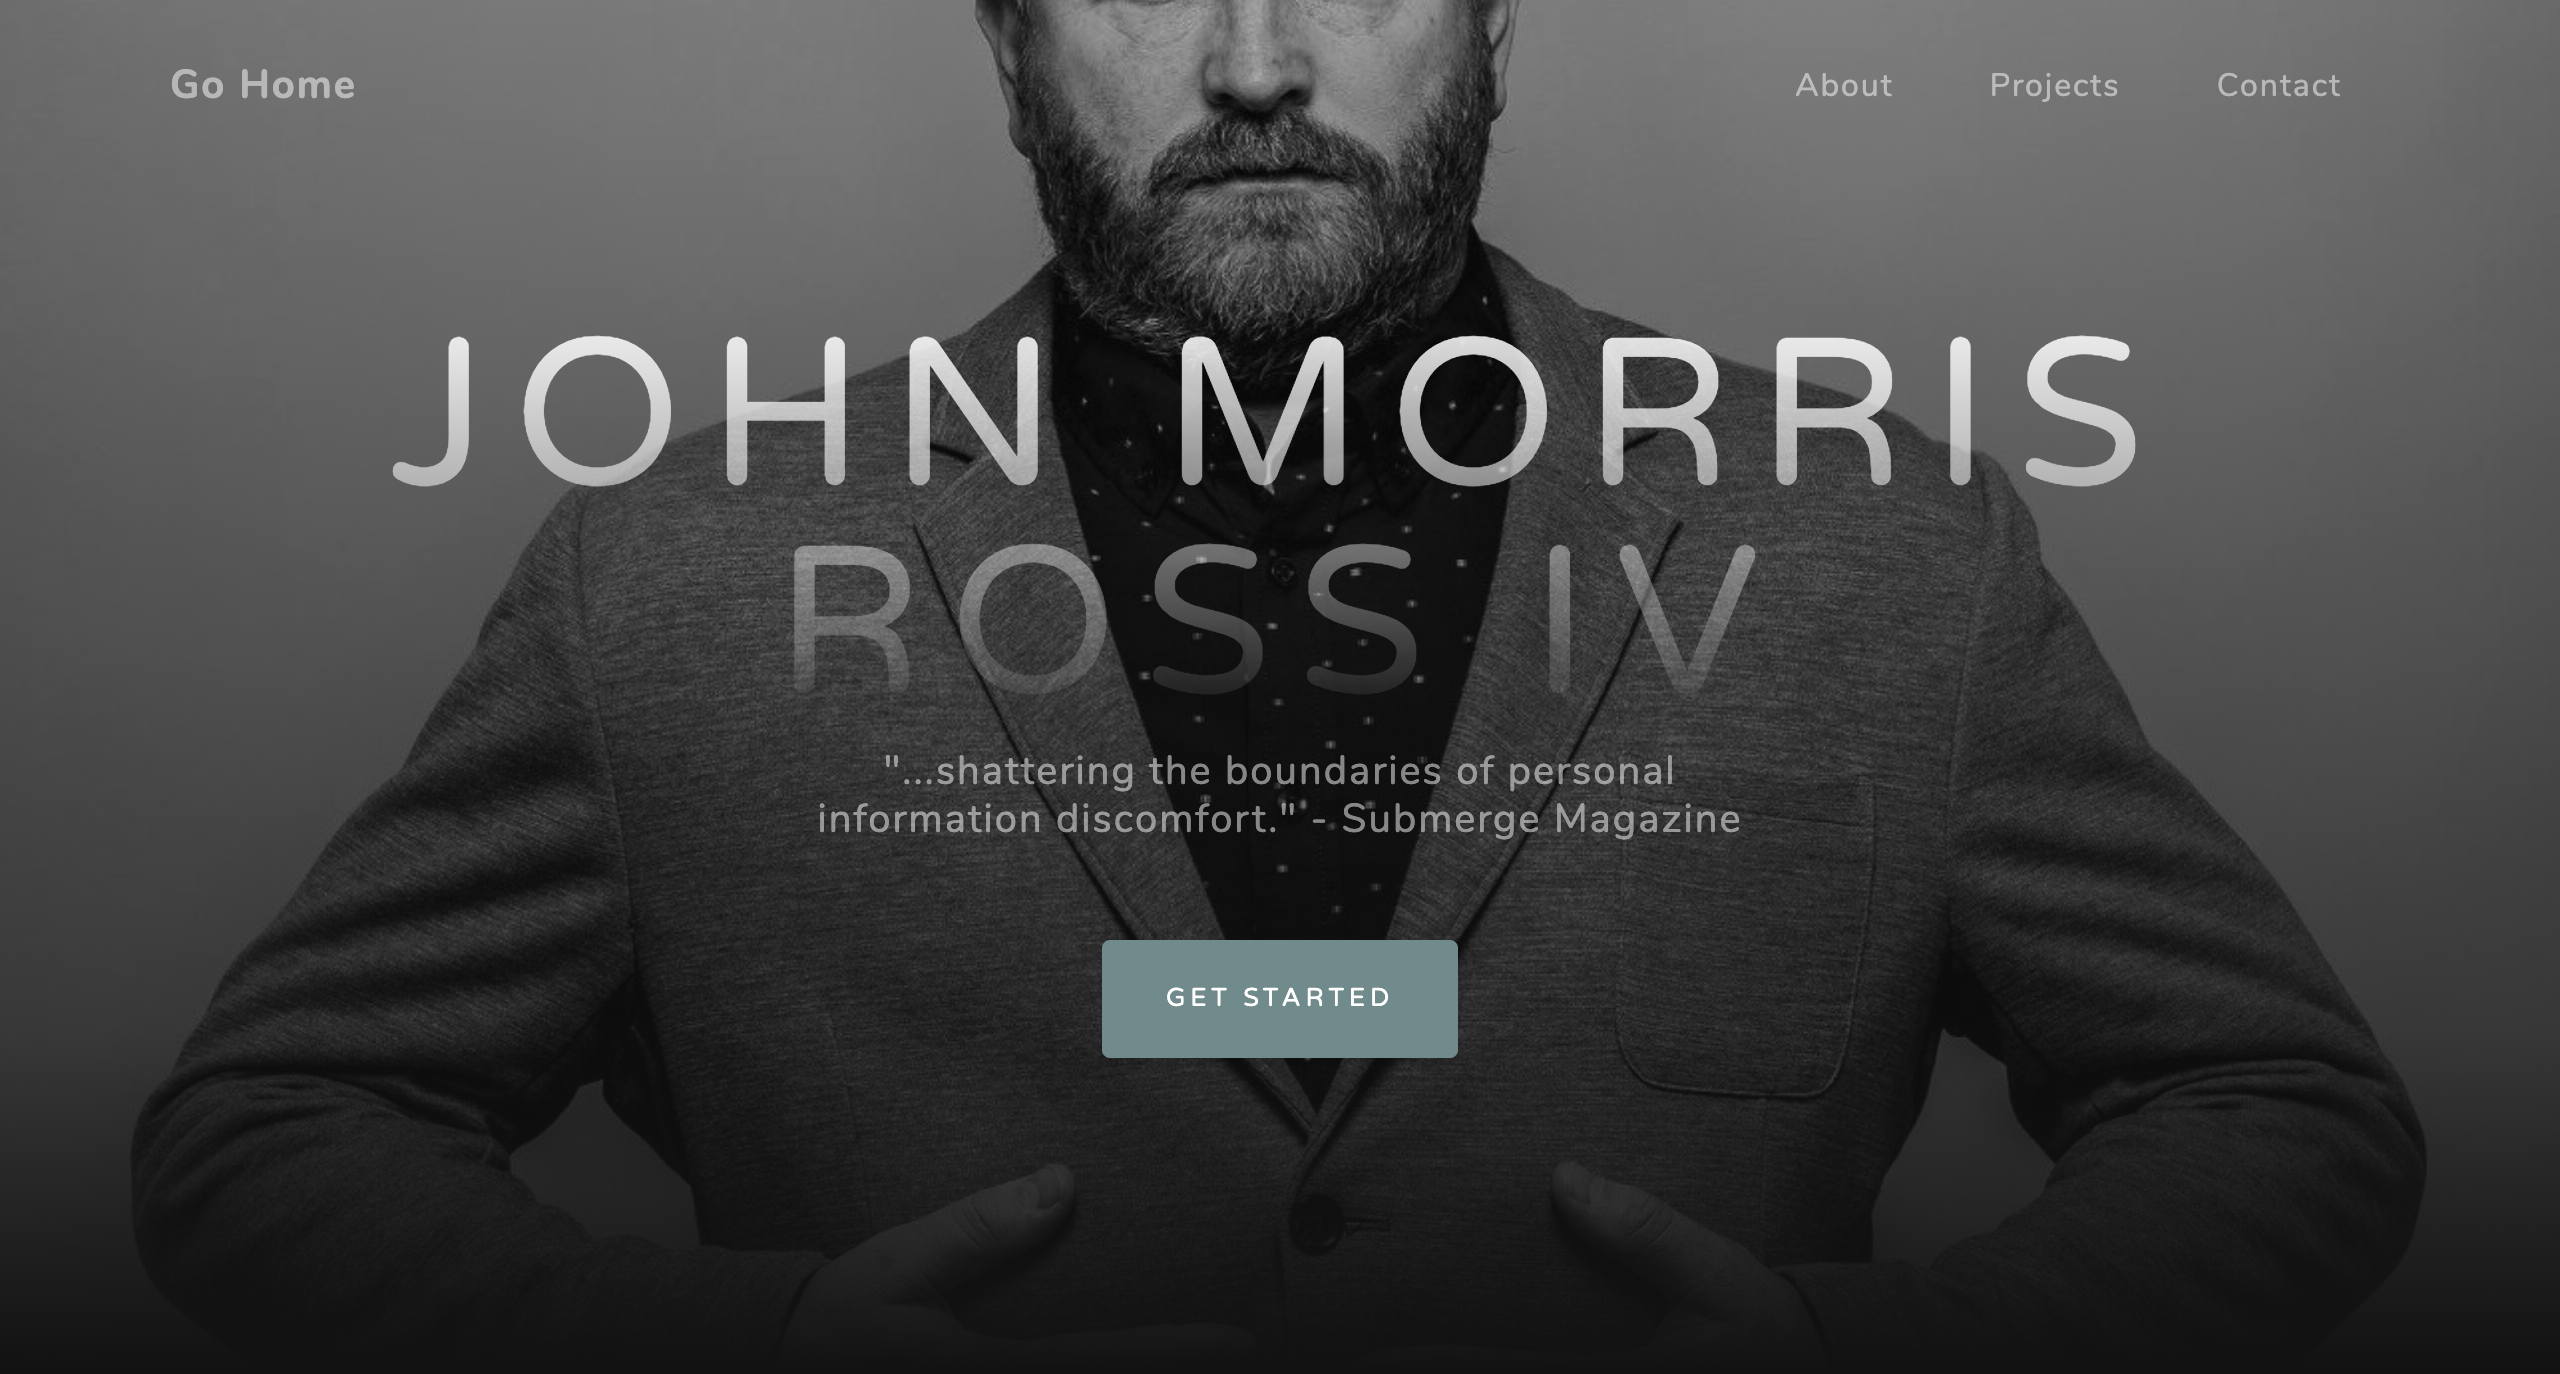 Go Home
About Projects Contact
JOHN MORRIS
ROSS IV
"...shattering the boundaries of personal
information discomfort." - Submerge Magazine
GET STARTED